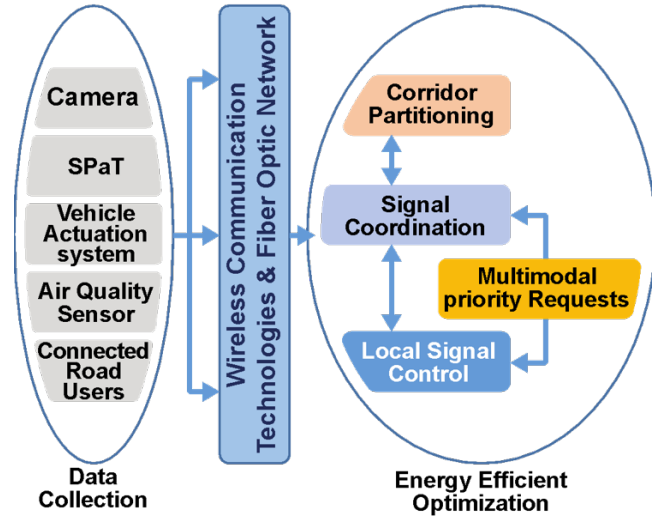 Camera
SPaT
Vehicle
Actuation
system
Air Quality
Sensor
Connected
Road
Users
Data
Collection
Wireless Communication
Technologies & Fiber Optic Network
Corridor
Partitioning
Signal
Coordination
Multimodal
priority Requests
Local Signal
Control
Energy Efficient
Optimization